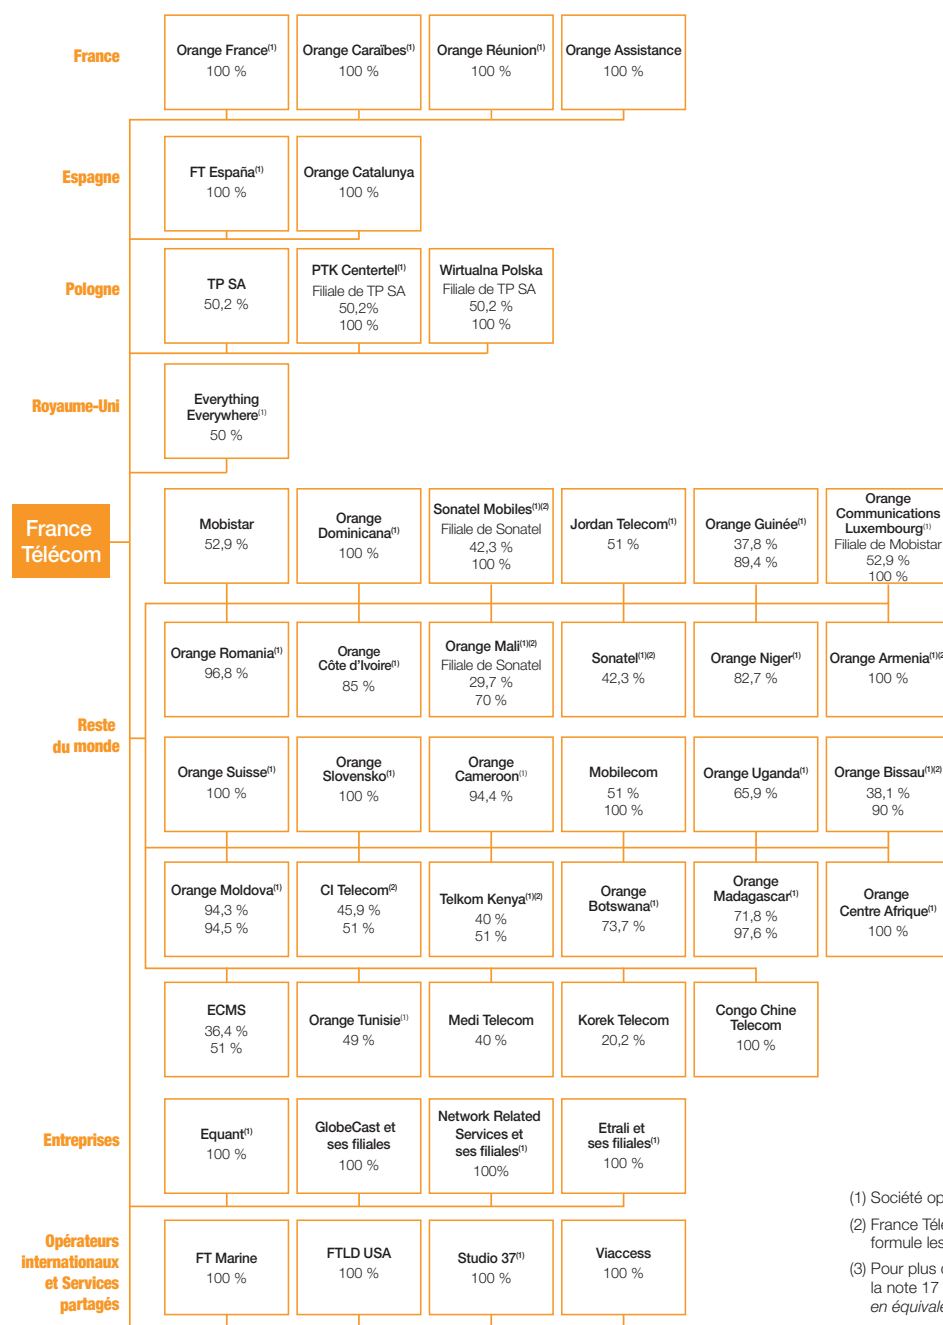 France
Orange France(1)
100 %
Orange Caraïbes(1)
100 %
Orange Réunion(1)
100 %
Orange Assistance
100 %
Espagne
FT España(1)
100 %
Orange Catalunya
100 %
Pologne
TP SA
50,2 %
PTK Centertel(1)
Filiale de TP SA
50,2%
100 %
Wirtualna Polska
Filiale de TP SA
50,2 %
100 %
Royaume-Uni
Everything
Everywhere(1)
50 %
France
Télécom
Mobistar
52,9 %
Orange
Dominicana(1)
100 %
Sonatel Mobiles(1)(2)
Filiale de Sonatel
42,3 %
100 %
Jordan Telecom(1)
51 %
Orange Guinée(1)
37,8 %
89,4 %
Orange
Communications
Luxembourg(1)
Filiale de Mobistar
52,9 %
100 %
Reste
du monde
Orange Romania(1)
96,8 %
Orange
Côte d'Ivoire(1)
85 %
Orange Mali(1)(2)
Filiale de Sonatel
29,7 %
70 %
Sonatel(1)(2)
42,3 %
Orange Niger(1)
82,7 %
Orange Armenia(1)(2
100 %
Orange Suisse(1)
100 %
Orange
Slovensko(1)
100 %
Orange
Cameroon(1)
94,4 %
Mobilecom
51 %
100 %
Orange Uganda(1)
65,9 %
Orange Bissau(1)(2)
38,1 %
90 %
Orange Moldova(1)
94,3 %
94,5 %
CI Telecom(2)
45,9 %
51 %
Telkom Kenya(1)(2)
40 %
51 %
Orange
Botswana(1)
73,7 %
Orange
Madagascar(1)
71,8 %
97,6 %
Orange
Centre Afrique(1)
100 %
ECMS
36,4 %
51 %
Orange Tunisie(1)
49 %
Medi Telecom
40 %
Korek Telecom
20,2 %
Congo Chine
Telecom
100 %
Entreprises
Equant(1)
100 %
GlobeCast et
ses filiales
100 %
Network Related
Services et
ses filiales(1)
100%
Etrali et
ses filiales(1)
100 %
Opérateurs
internationaux
et Services
partagés
FT Marine
100 %
FTLD USA
100 %
Studio 37(1)
100 %
Viaccess
100 %
(1) Société op
(2) France Tél
formule les
(3) Pour plus
la note 17
en équivale